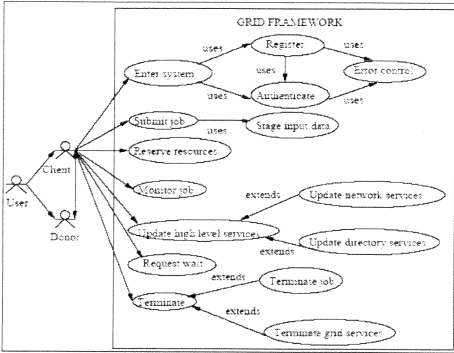 GRID FRAMEWORK
uses
Register
uses
Enter system
uses
Error control
uses
Authenticate
uses
Submit job
uses
Stage input data
Reserve resources
Client
Monitor job
User
Donor
extends
Update network services
Update high level services
extends
Update directory services
Request wait
extends
Terminate job
Terminate
extends
Terminate grid services